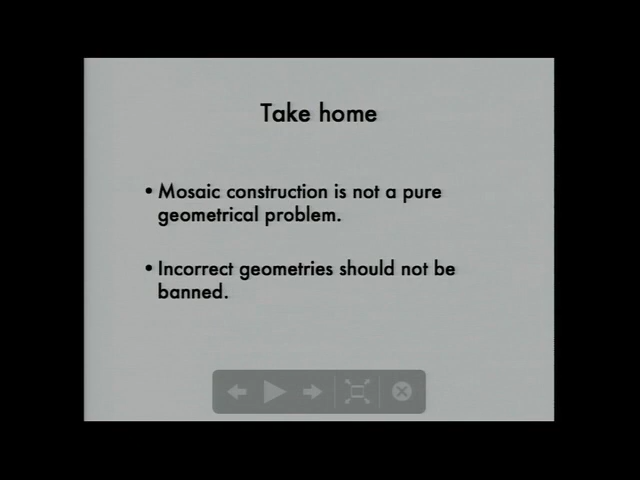 Take home
• Mosaic construction is not a pure
geometrical problem.
• Incorrect geometries should not be
banned.